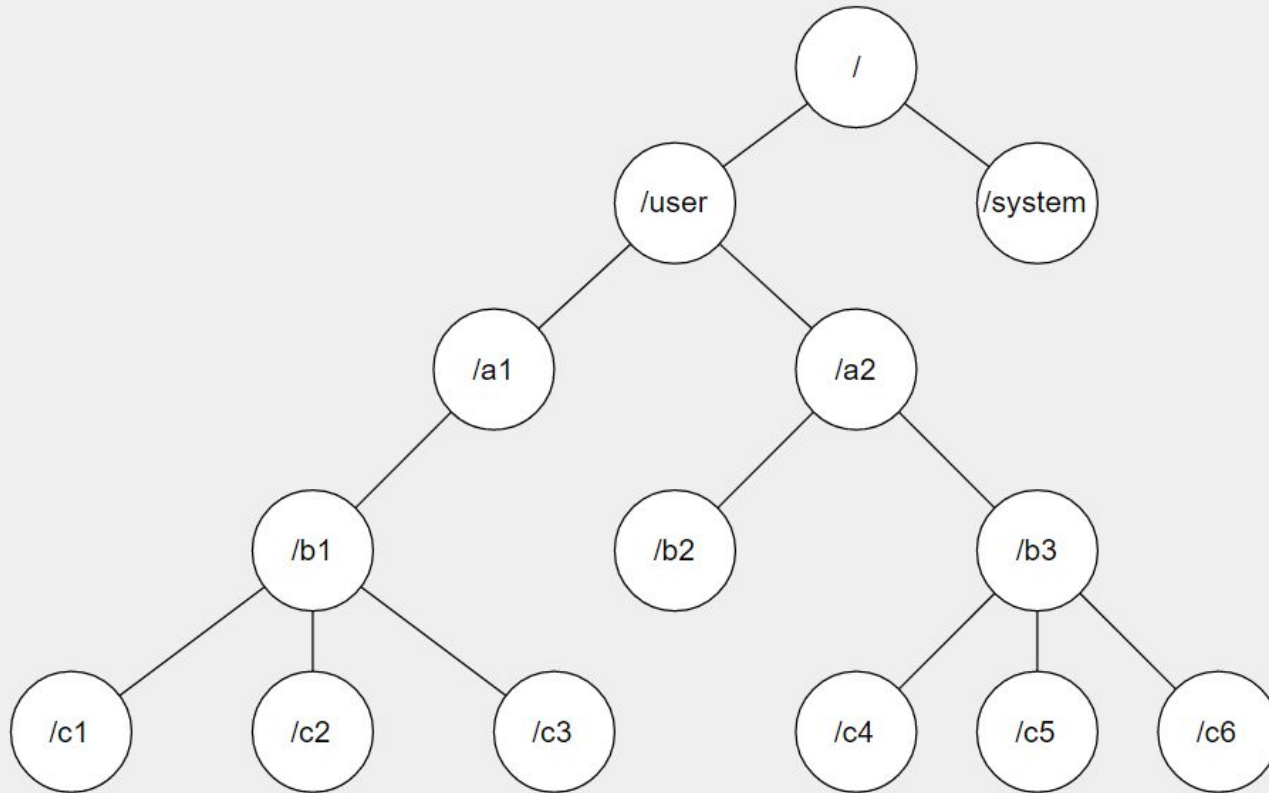 /
/user
/system
/a1
/a2
/b1
/b2
/b3
/c1
/c2
/c3
/c4
/c5
/c6